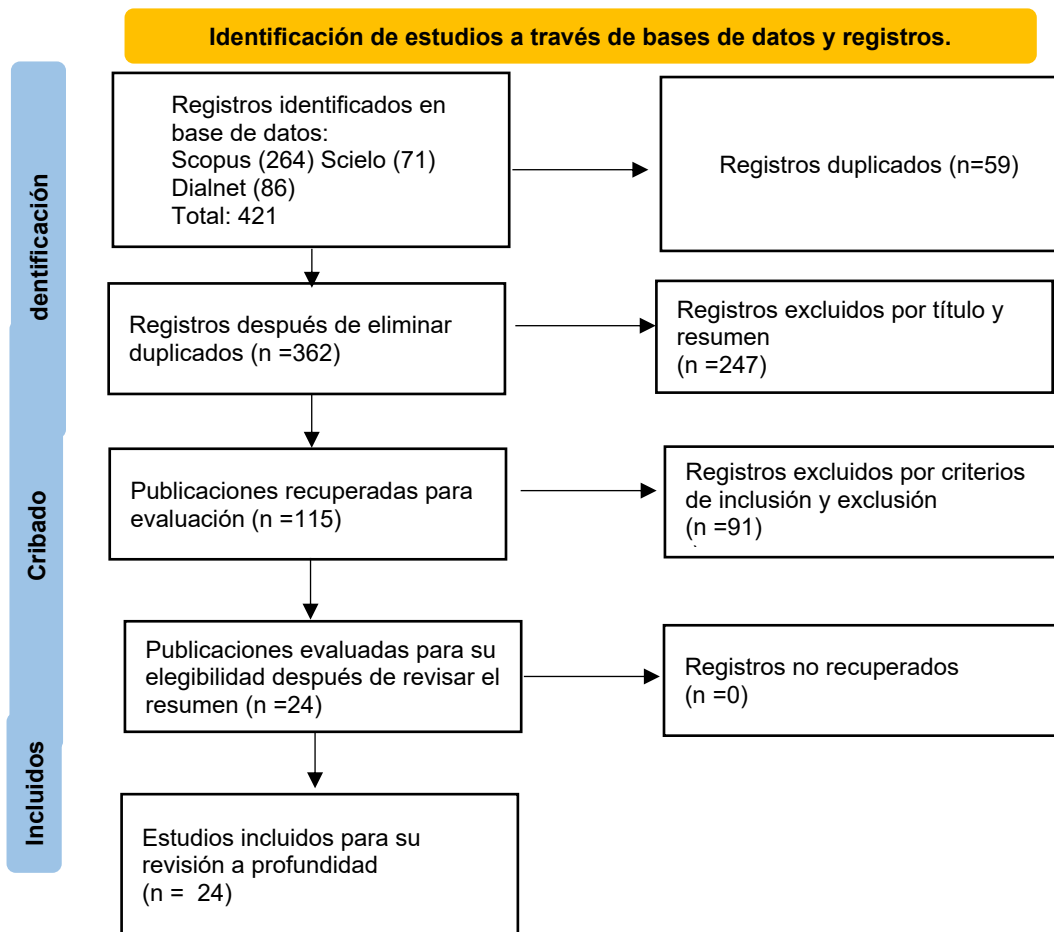 Identificación de estudios a través de bases de datos y registros.
dentificación
Registros identificados en
base de datos:
Scopus (264) Scielo (71)
Dialnet (86)
Total: 421
Registros duplicados (n=59)
Registros después de eliminar
duplicados (n =362)
Registros excluidos por título y
resumen
(n =247)
Cribado
Publicaciones recuperadas para
evaluación (n =115)
Registros excluidos por criterios
de inclusión y exclusión
(n =91)
Publicaciones evaluadas para su
elegibilidad después de revisar el
resumen (n =24)
Registros no recuperados
(n =0)
Incluidos
Estudios incluidos para su
revisión a profundidad
(n = 24)